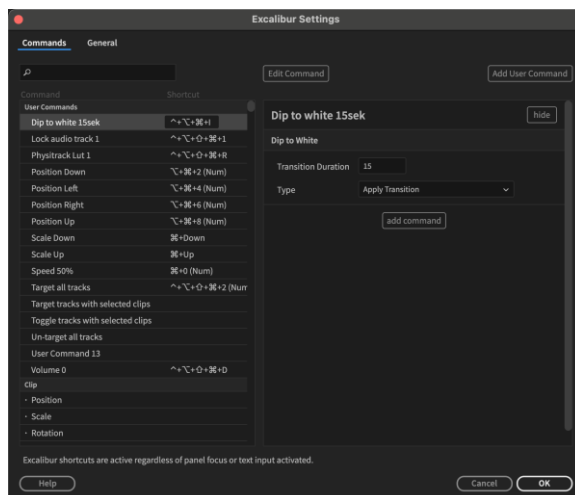 Excalibur Settings
Commands General
Edit Command Add User Command
Command Shortcut
User Commands
Dip to white 15sek ^+⌥+⌘+I
Lock audio track 1 ^+⌥+⇧+⌘+1
Physitrack Lut 1 ^+⌥+⇧+⌘+R
Position Down ⌥+⌘+2 (Num)
Position Left ⌥+⌘+4 (Num)
Position Right ⌥+⌘+6 (Num)
Position Up ⌥+⌘+8 (Num)
Scale Down ⌘+Down
Scale Up ⌘+Up
Speed 50% ⌘+0 (Num)
Target all tracks ^+⌥+⇧+⌘+2 (Num
Target tracks with selected clips
Toggle tracks with selected clips
Un-target all tracks
User Command 13
Volume 0 ^+⌥+⇧+⌘+D
Clip
· Position
· Scale
· Rotation
Dip to white 15sek hide
Dip to White
Transition Duration 15
Type Apply Transition
add command
Excalibur shortcuts are active regardless of panel focus or text input activated.
Help Cancel OK